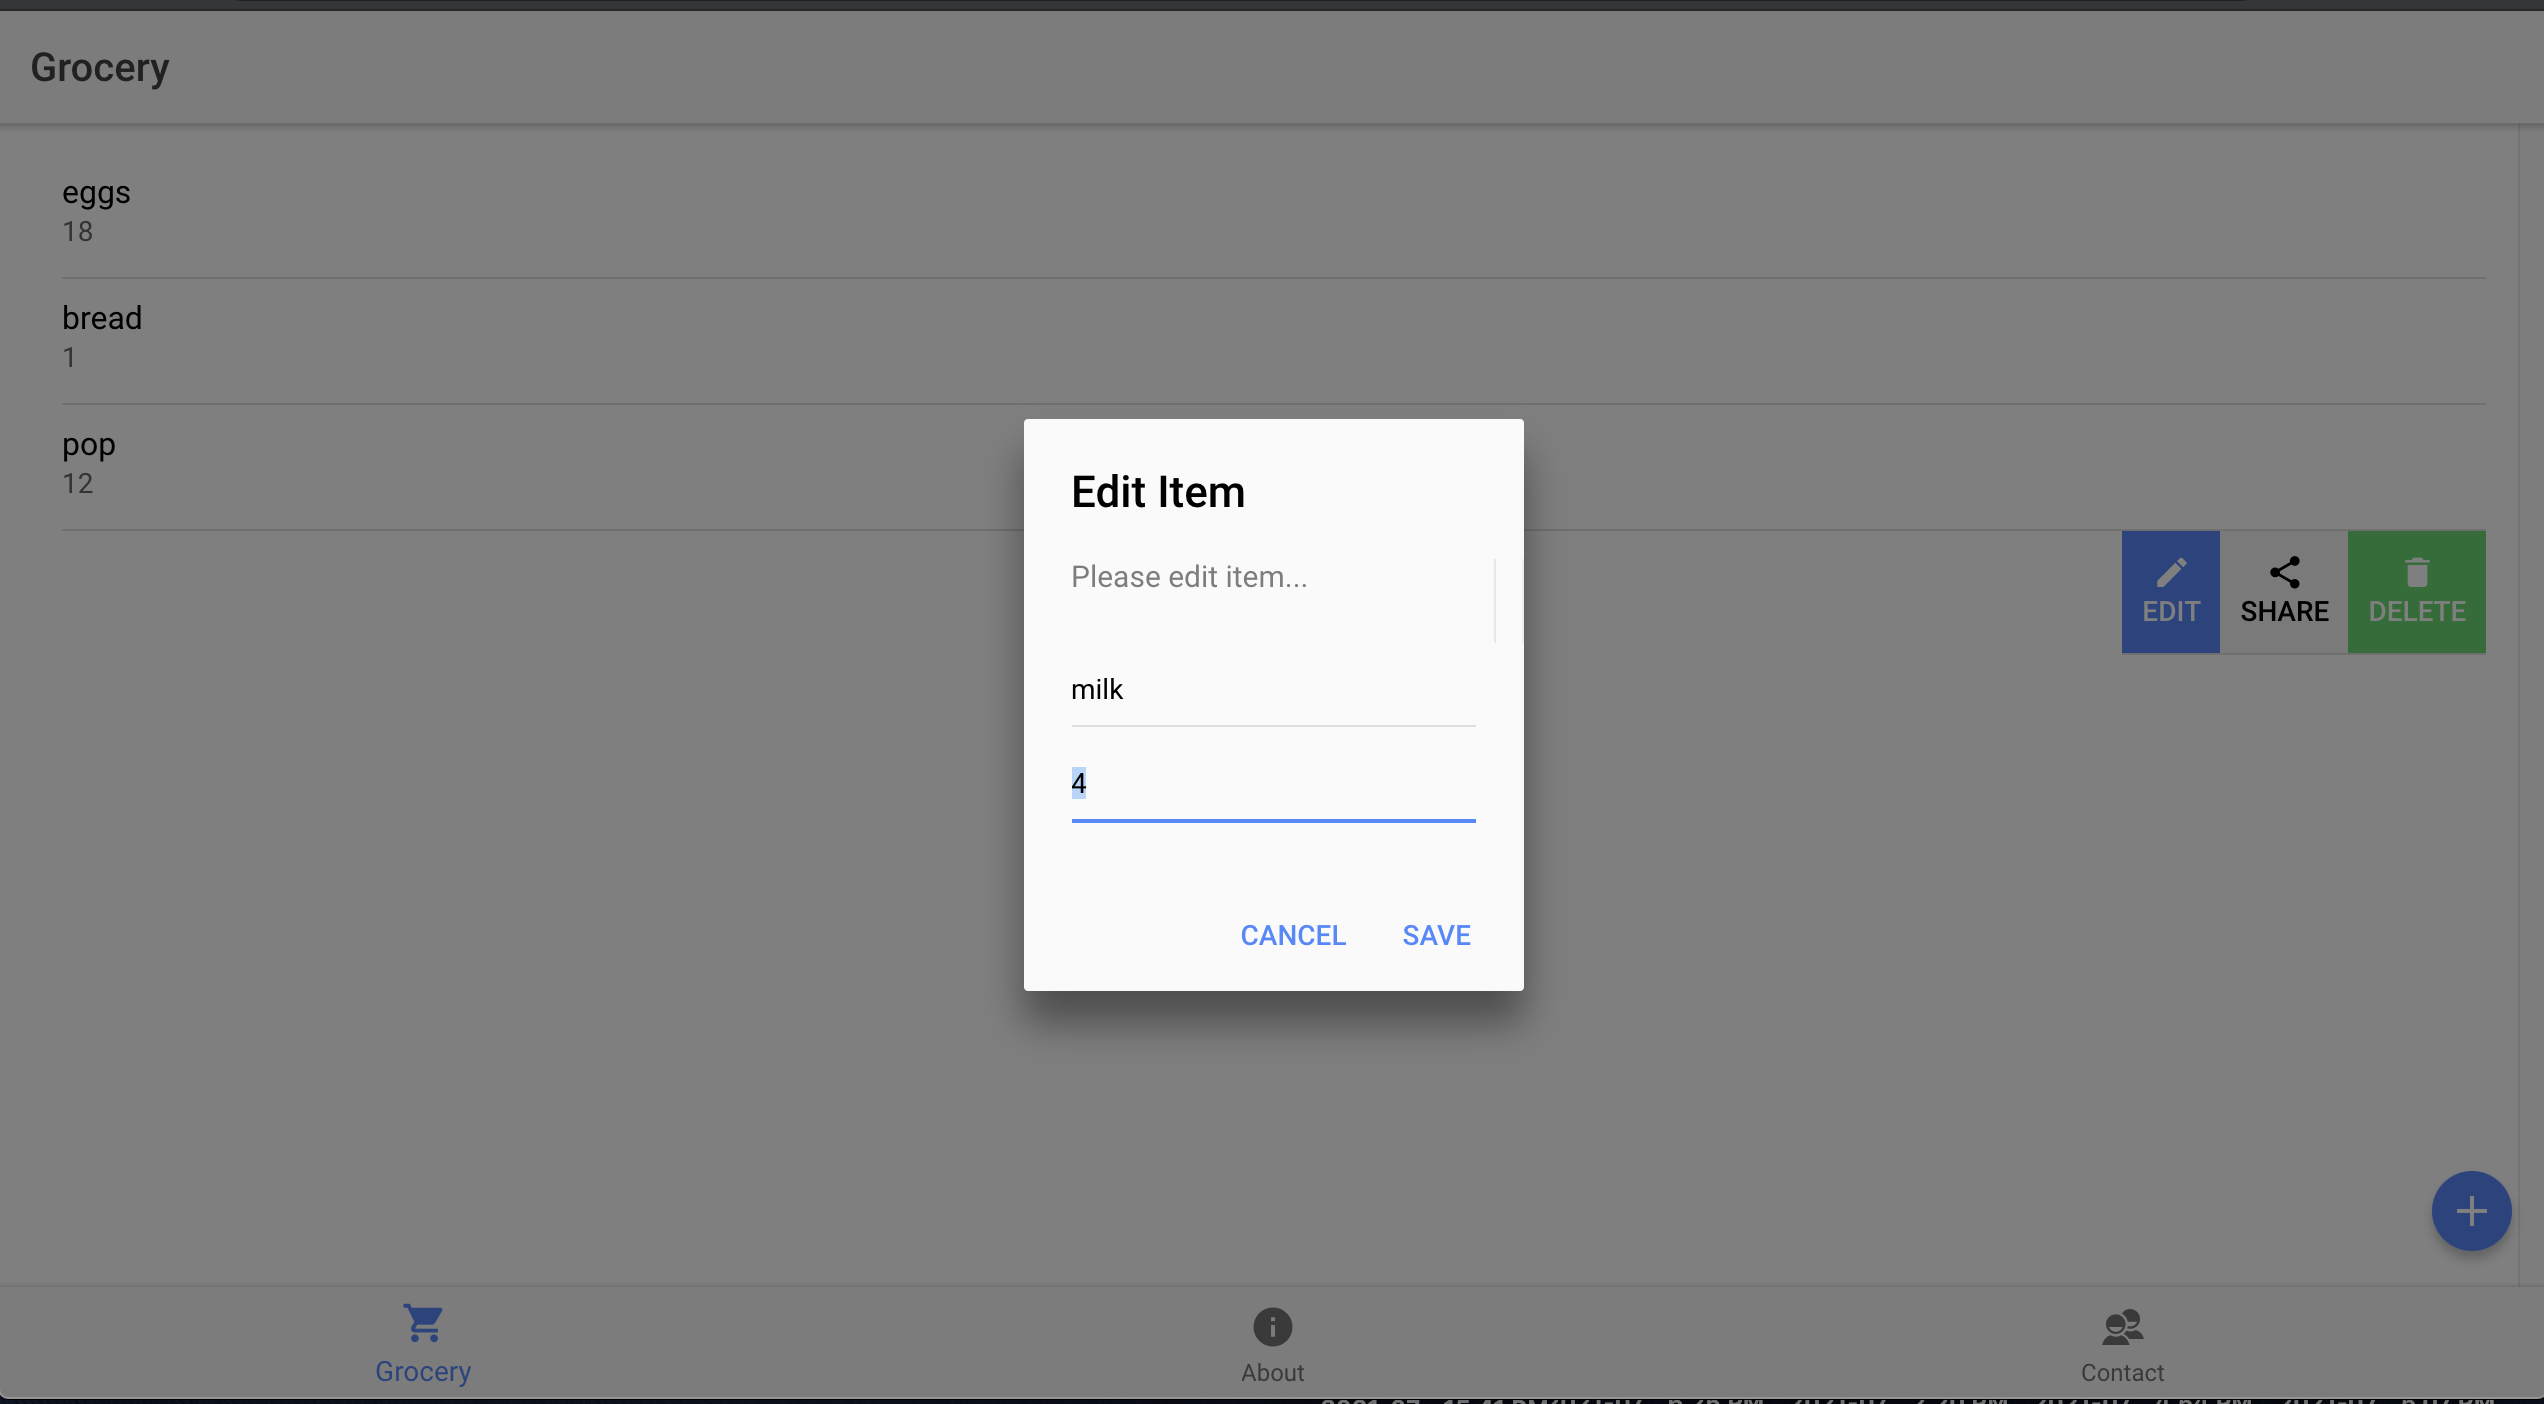 Grocery
eggs
18
bread
1
pop
12
EDIT
SHARE
DELETE
Edit Item
Please edit item...
milk
4
CANCEL
SAVE
Grocery
About
Contact